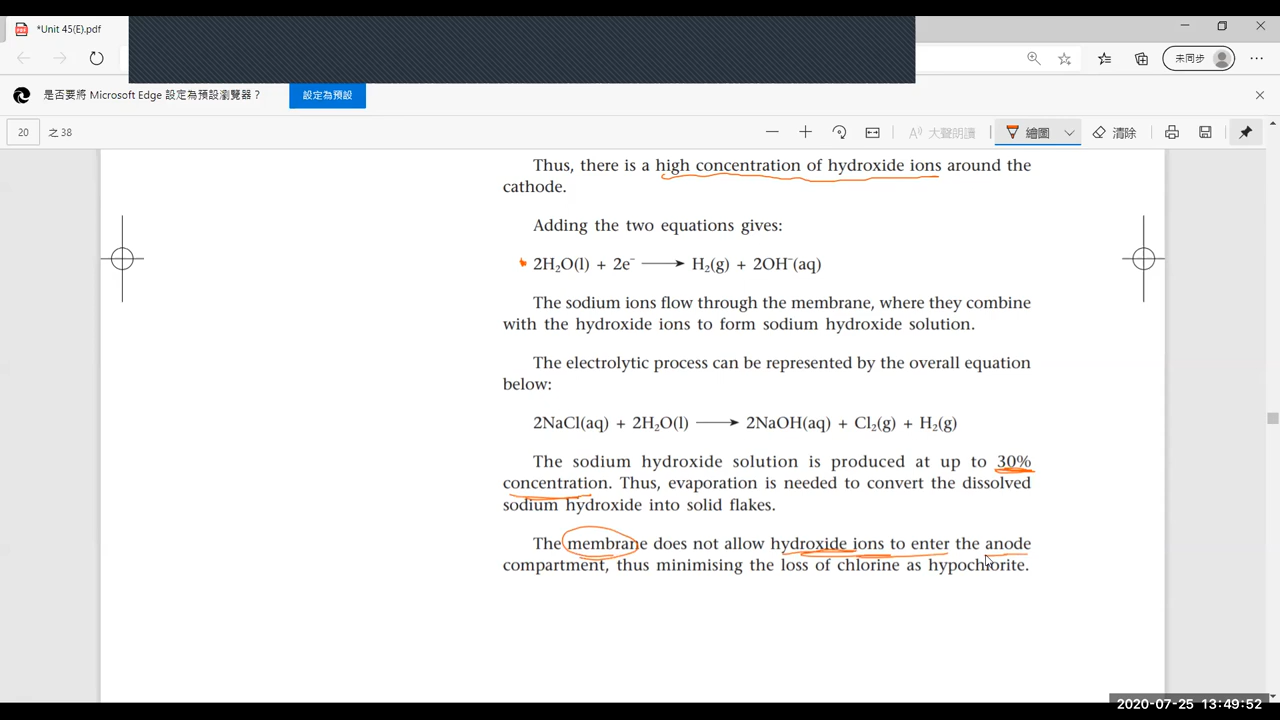 *Unit 45(E).pdf
未同步
是否要將 Microsoft Edge 設定為預設瀏覽器？
設定為預設
20 之 38
A 大聲朗讀
繪圖
清除
Thus, there is a high concentration of hydroxide ions around the
cathode.
Adding the two equations gives:
2H₂O(l) + 2e⁻ ⟶ H₂(g) + 2OH⁻(aq)
The sodium ions flow through the membrane, where they combine
with the hydroxide ions to form sodium hydroxide solution.
The electrolytic process can be represented by the overall equation
below:
2NaCl(aq) + 2H₂O(l) ⟶ 2NaOH(aq) + Cl₂(g) + H₂(g)
The sodium hydroxide solution is produced at up to 30%
concentration. Thus, evaporation is needed to convert the dissolved
sodium hydroxide into solid flakes.
The membrane does not allow hydroxide ions to enter the anode
compartment, thus minimising the loss of chlorine as hypochlorite.
2020-07-25 13:49:52